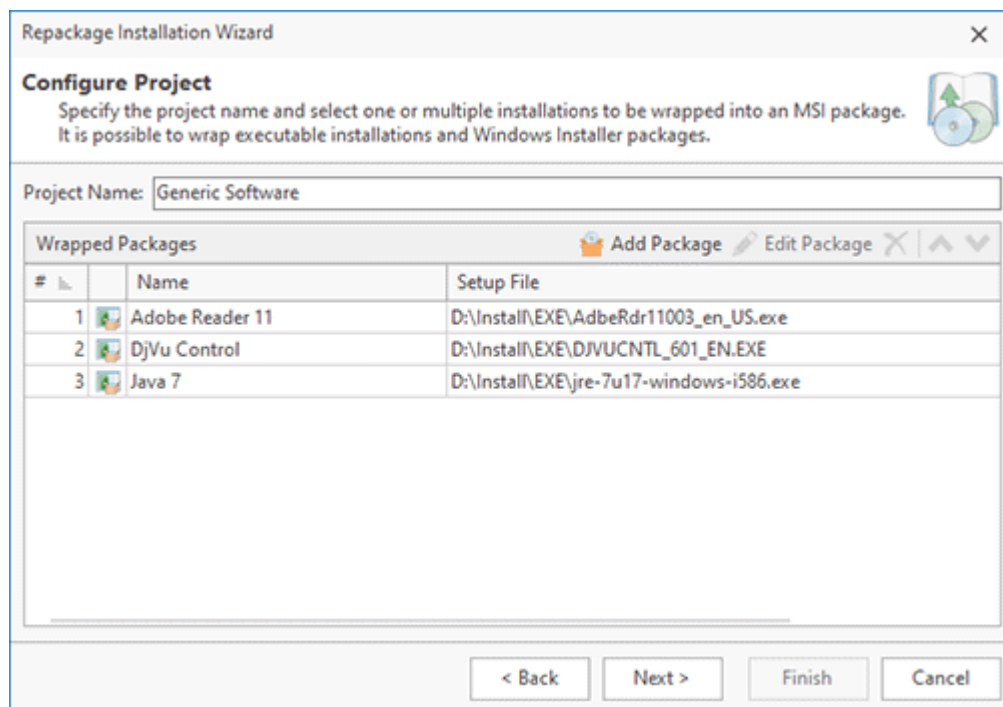 Repackage Installation Wizard
Configure Project
Specify the project name and select one or multiple installations to be wrapped into an MSI package.
It is possible to wrap executable installations and Windows Installer packages.
Project Name: Generic Software
Wrapped Packages Add Package Edit Package
# Name Setup File
1 Adobe Reader 11 D:\Install\EXE\AdbeRdr11003_en_US.exe
2 DjVu Control D:\Install\EXE\DJVUCNTL_601_EN.EXE
3 Java 7 D:\Install\EXE\jre-7u17-windows-i586.exe
< Back Next > Finish Cancel